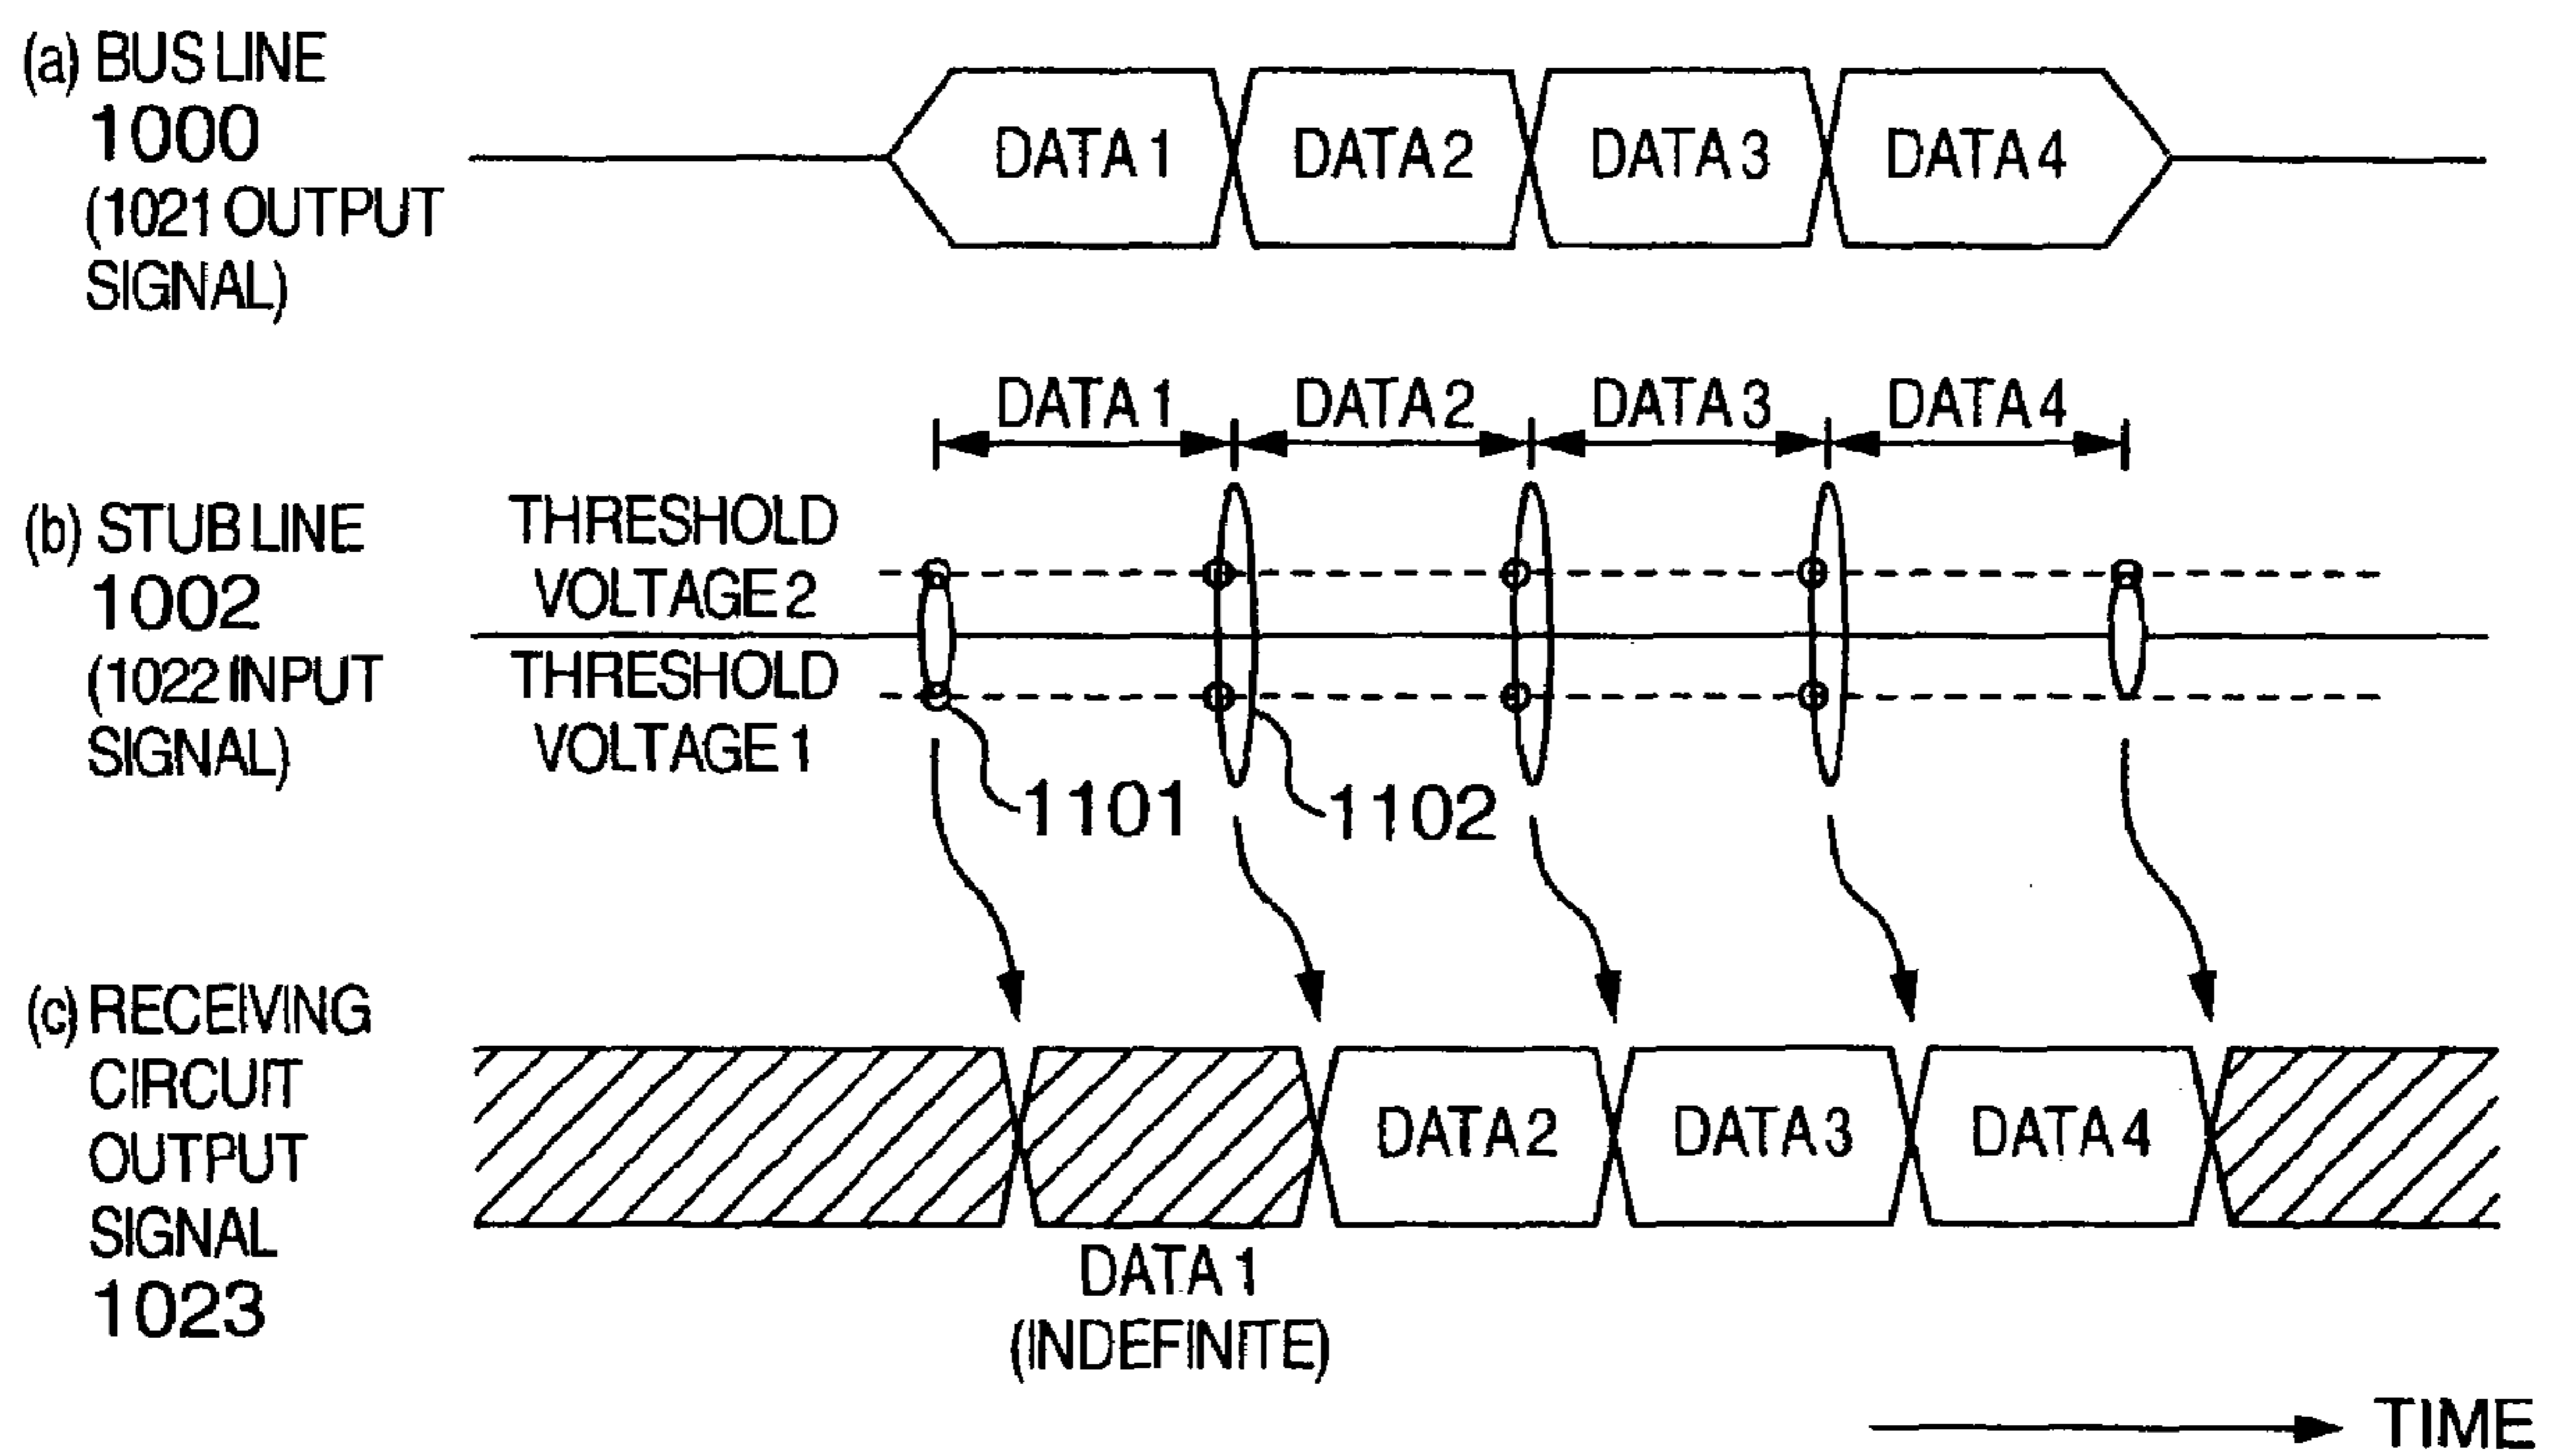 (a) BUS LINE
1000
(1021 OUTPUT
SIGNAL)
DATA 1 DATA 2 DATA 3 DATA 4
DATA 1 DATA 2 DATA 3 DATA 4
(b) STUB LINE
1002
(1022 INPUT
SIGNAL)
THRESHOLD
VOLTAGE 2
THRESHOLD
VOLTAGE 1
1101 1102
(c) RECEIVING
CIRCUIT
OUTPUT
SIGNAL
1023
DATA 2 DATA 3 DATA 4
DATA 1
(INDEFINITE)
TIME